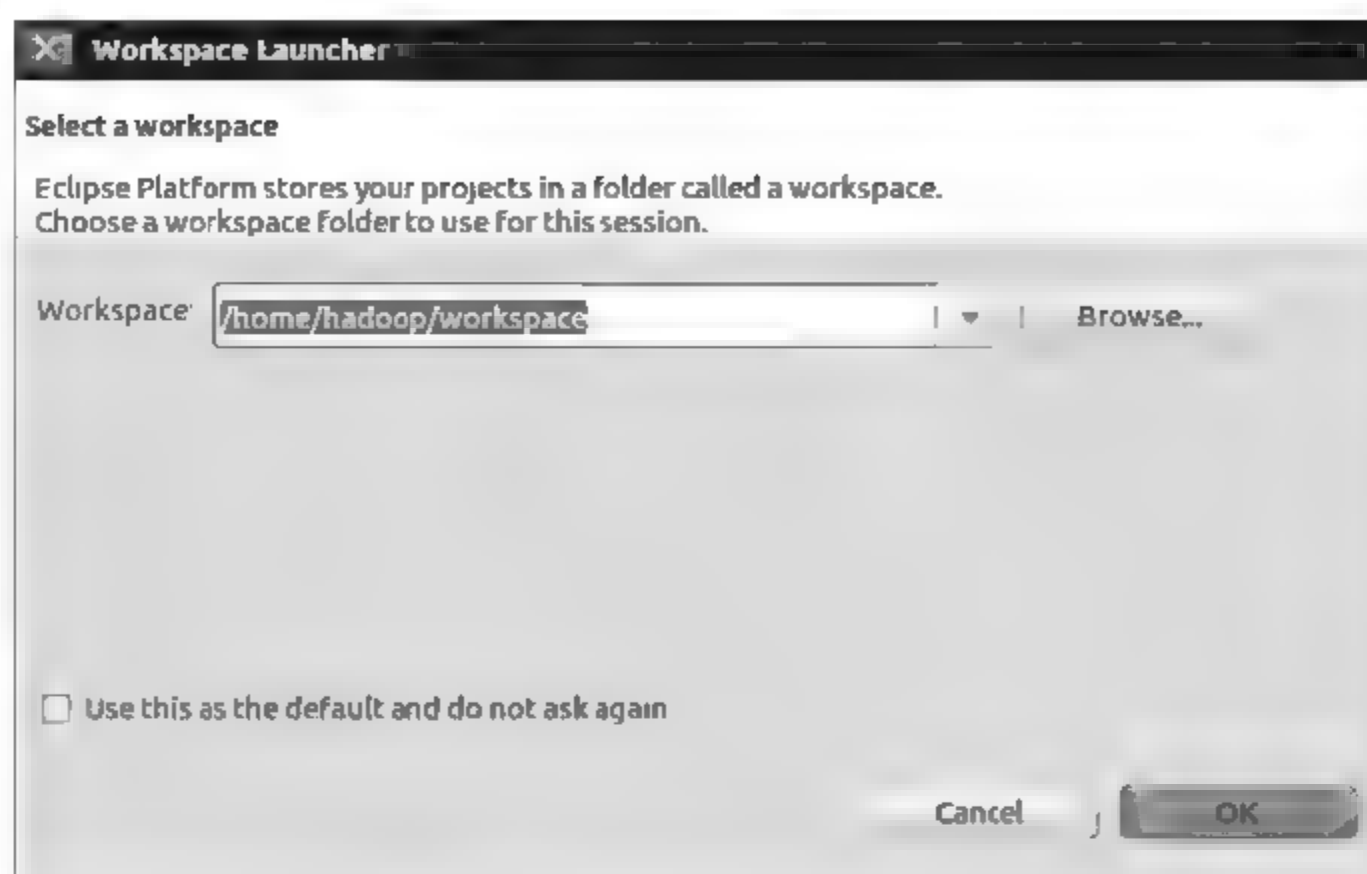 Workspace Launcher
Select a workspace
Eclipse Platform stores your projects in a folder called a workspace.
Choose a workspace folder to use for this session.
Workspace: /home/hadoop/workspace Browse...
Use this as the default and do not ask again
Cancel OK